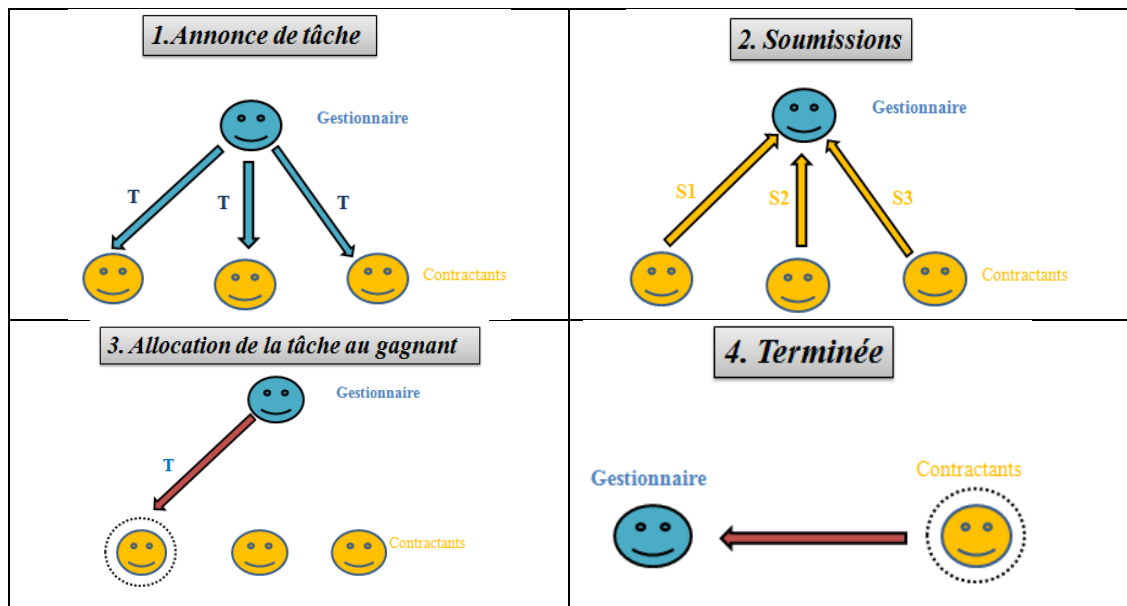 1.Annonce de tâche
Gestionnaire
T
T
T
Contractants
2. Soumissions
Gestionnaire
S1
S2
S3
Contractants
3. Allocation de la tâche au gagnant
Gestionnaire
T
Contractants
4. Terminée
Contractants
Gestionnaire